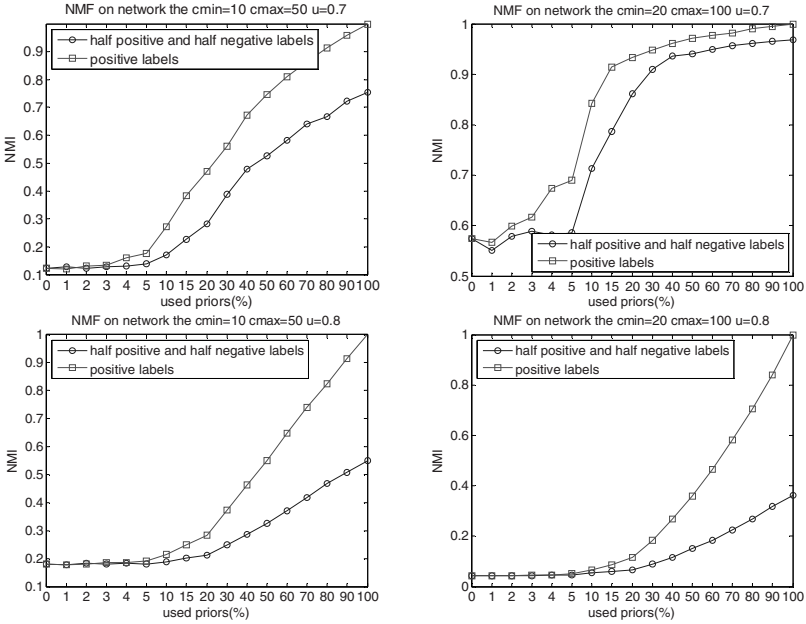 NMF on network the cmin=10 cmax=50 u=0.7
half positive and half negative labels
positive labels
0.9
0.8
0.7
0.6
0.5
0.4
0.3
0.2
0.1
NMI
0 1 2 3 4 5 10 15 20 30 40 50 60 70 80 90 100
used priors(%)
NMF on network the cmin=20 cmax=100 u=0.7
1
0.9
0.8
0.7
0.6
0.5
NMI
half positive and half negative labels
positive labels
0 1 2 3 4 5 10 15 20 30 40 50 60 70 80 90 100
used priors(%)
NMF on network the cmin=10 cmax=50 u=0.8
half positive and half negative labels
positive labels
1
0.9
0.8
0.7
0.6
0.5
0.4
0.3
0.2
0.1
NMI
0 1 2 3 4 5 10 15 20 30 40 50 60 70 80 90 100
used priors(%)
NMF on network the cmin=20 cmax=100 u=0.8
half positive and half negative labels
positive labels
1
0.8
0.6
0.4
0.2
0
NMI
0 1 2 3 4 5 10 15 20 30 40 50 60 70 80 90 100
used priors(%)